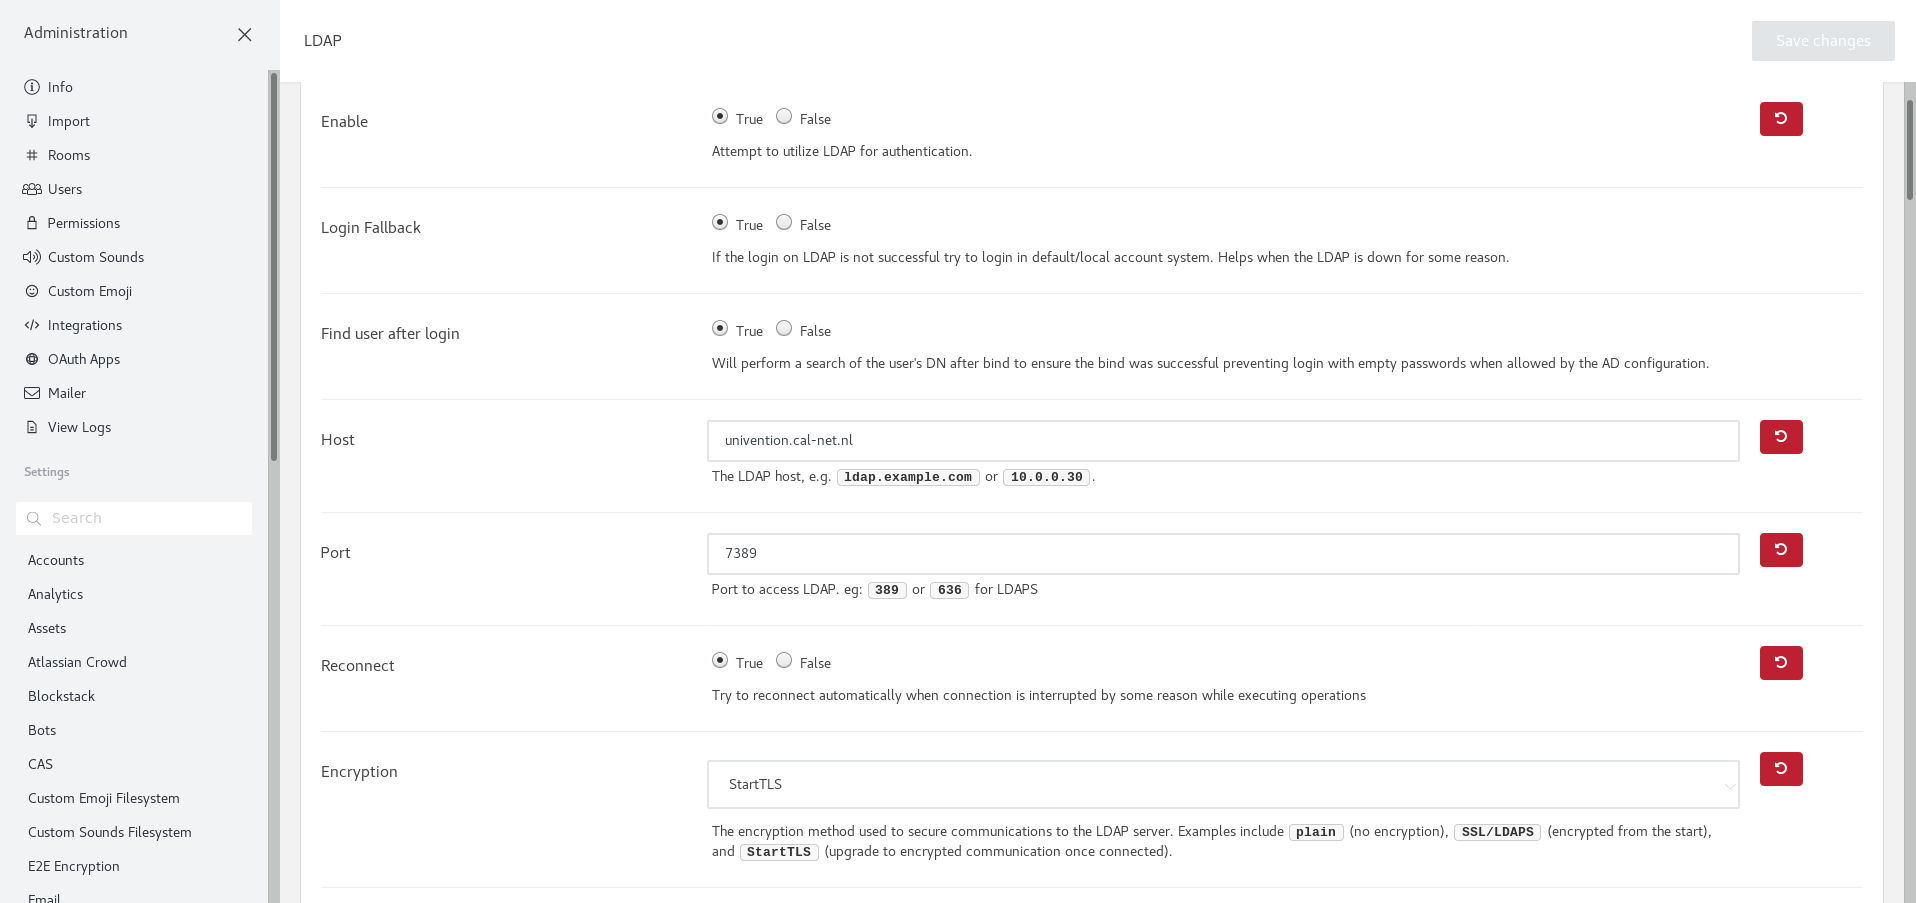 Administration
Info
Import
Rooms
Users
Permissions
Custom Sounds
Custom Emoji
Integrations
OAuth Apps
Mailer
View Logs
Settings
Search
Accounts
Analytics
Assets
Atlassian Crowd
Blockstack
Bots
CAS
Custom Emoji Filesystem
Custom Sounds Filesystem
E2E Encryption
Email
LDAP
Save changes
Enable
True False
Attempt to utilize LDAP for authentication.
Login Fallback
True False
If the login on LDAP is not successful try to login in default/local account system. Helps when the LDAP is down for some reason.
Find user after login
True False
Will perform a search of the user's DN after bind to ensure the bind was successful preventing login with empty passwords when allowed by the AD configuration.
Host
univention.cal-net.nl
The LDAP host, e.g. ldap.example.com or 10.0.0.30.
Port
7389
Port to access LDAP. eg: 389 or 636 for LDAPS
Reconnect
True False
Try to reconnect automatically when connection is interrupted by some reason while executing operations
Encryption
StartTLS
The encryption method used to secure communications to the LDAP server. Examples include plain (no encryption), SSL/LDAPS (encrypted from the start),
and StartTLS (upgrade to encrypted communication once connected).